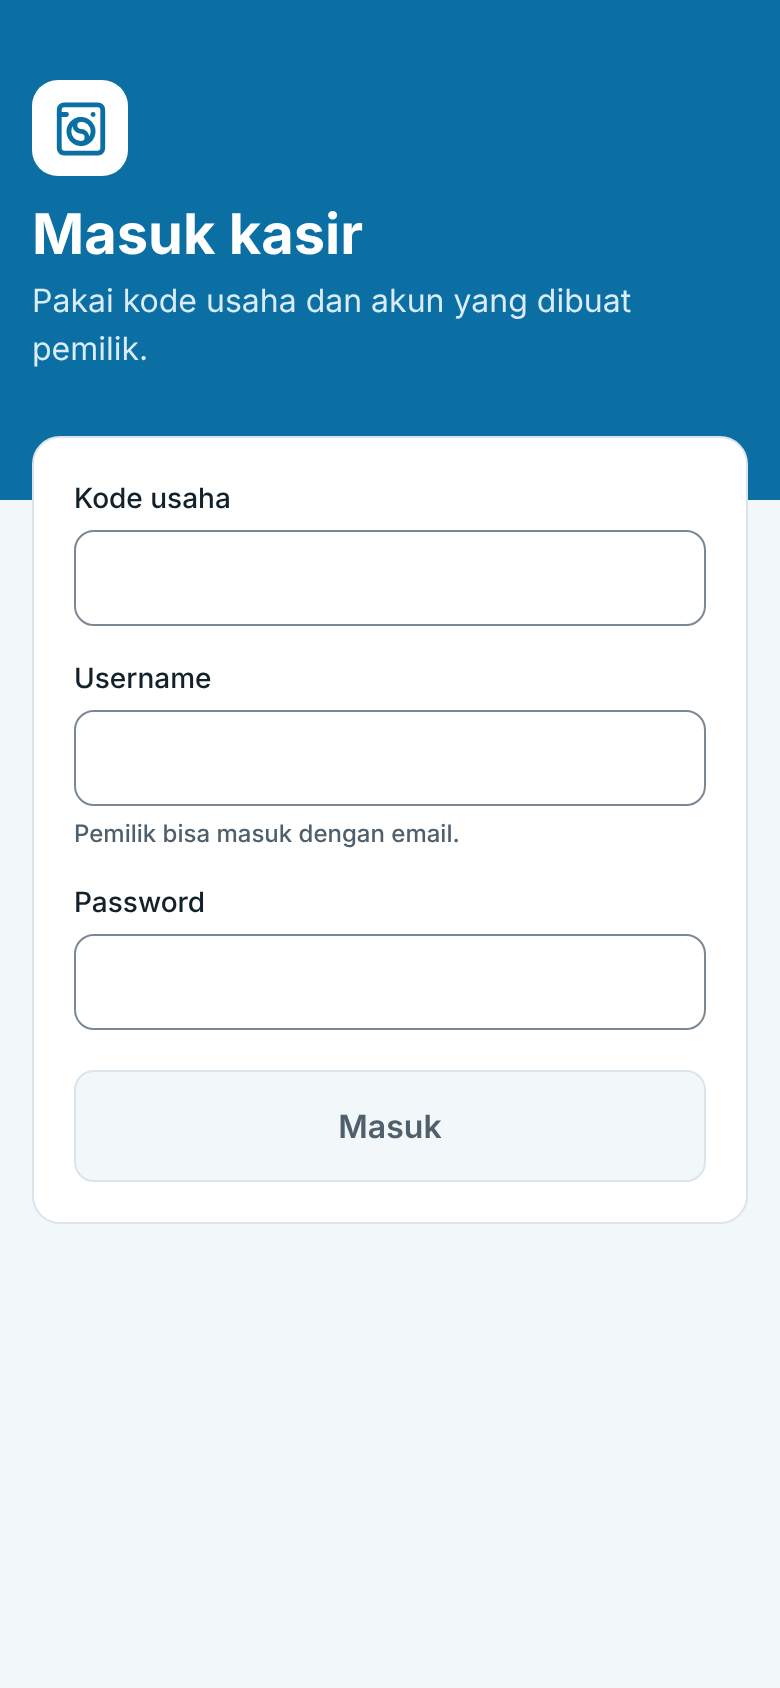 Masuk kasir
Pakai kode usaha dan akun yang dibuat
pemilik.
Kode usaha
Username
Pemilik bisa masuk dengan email.
Password
Masuk